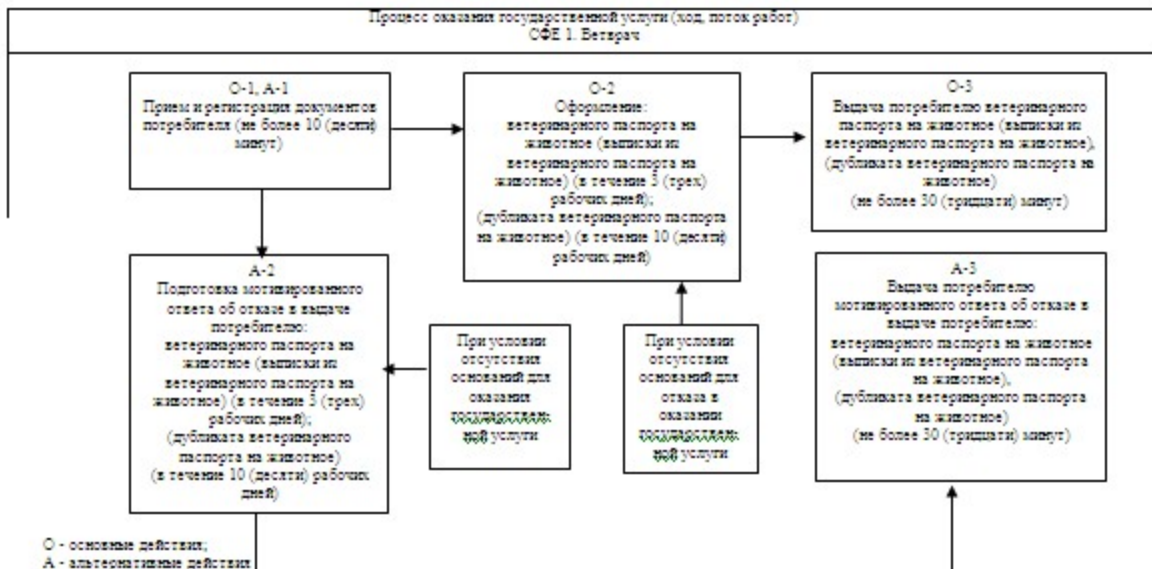 Процесс оказания государственной услуги (ход, поток работ)
СФЕ 1. Ветврач
О-1, А-1
Прием и регистрация документов
потребителя (не более 10 (десяти)
минут)
О-2
Оформление:
ветеринарного паспорта на
животное (выписки из
ветеринарного паспорта на
животное) (в течение 3 (трех)
рабочих дней);
(дубликата ветеринарного паспорта
на животное) (в течение 10 (десяти)
рабочих дней)
О-3
Выдача потребителю ветеринарного
паспорта на животное (выписки из
ветеринарного паспорта на животное),
(дубликата ветеринарного паспорта на
животное)
(не более 30 (тридцати) минут)
А-2
Подготовка мотивированного
ответа об отказе в выдаче
потребителю:
ветеринарного паспорта на
животное (выписки из
ветеринарного паспорта на
животное) (в течение 3 (трех)
рабочих дней);
(дубликата ветеринарного
паспорта на животное)
(в течение 10 (десяти) рабочих
дней)
При условии
отсутствия
оснований для
оказания
государствен-
ной услуги
При условии
отсутствия
оснований для
отказа в
оказании
государствен-
ной услуги
А-3
Выдача потребителю
мотивированного ответа об отказе в
выдаче потребителю:
ветеринарного паспорта на животное
(выписки из ветеринарного паспорта
на животное),
(дубликата ветеринарного паспорта
на животное)
(не более 30 (тридцати) минут)
О - основные действия;
А - альтернативные действия